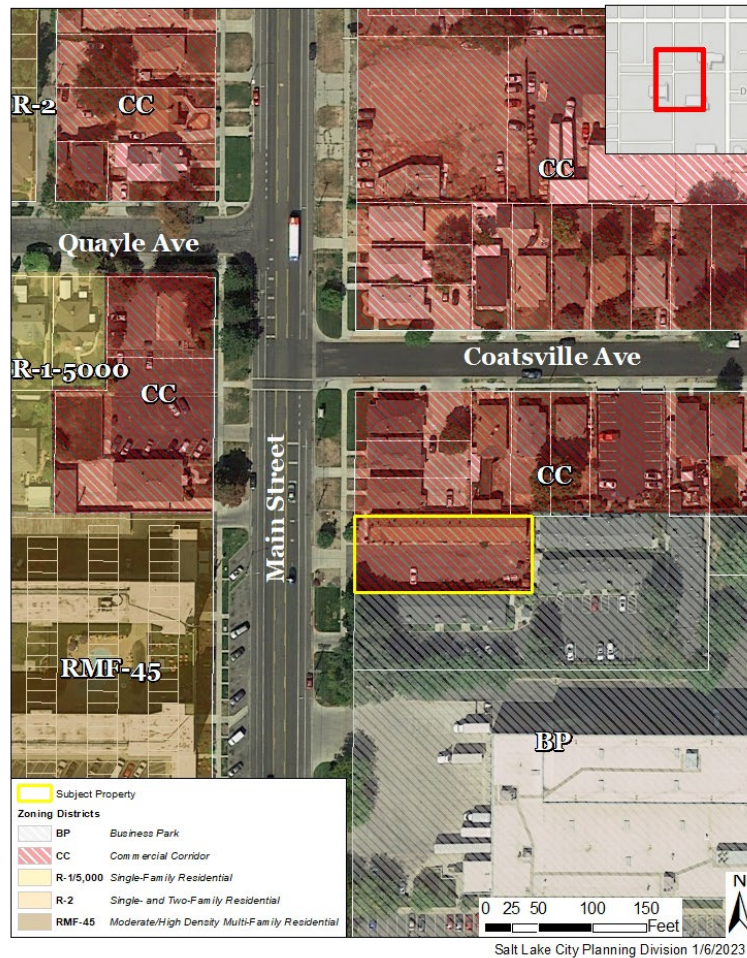 R-2
CC
CC
Quayle Ave
Coatsville Ave
R-1-5000
CC
Main Street
CC
RMF-45
BP
Subject Property
Zoning Districts
BP Business Park
CC Commercial Corridor
R-1/5,000 Single-Family Residential
R-2 Single- and Two-Family Residential
RMF-45 Moderate/High Density Multi-Family Residential
N
0 25 50 100 150
Feet
Salt Lake City Planning Division 1/6/2023